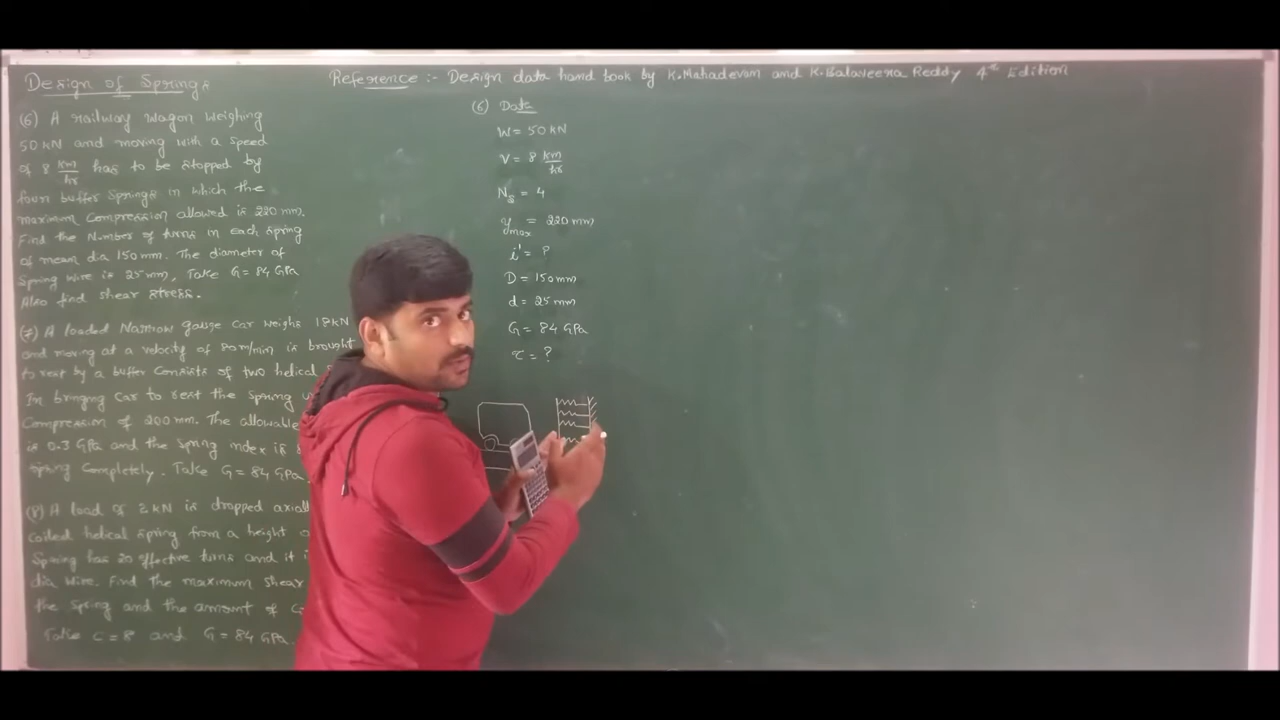 Design of Springs
Reference :- Design data hand book by K.Mahadevan and K.Balaveera Reddy 4th Edition
(6) A railway wagon weighing
50 kN and moving with a speed
of 8 km/hr has to be stopped by
four buffer springs in which the
maximum Compression allowed is 220 mm.
Find the Number of turns in each spring
of mean dia 150 mm. The diameter of
spring wire is 25 mm, Take G = 84 GPa
Also find shear stress.
(7) A loaded Narrow gauge car weighs 18 kN
and moving at a velocity of 80 m/min is brought
to rest by a buffer consists of two helical
In bringing car to rest the spring
Compression of 200 mm. The allowable
is 0.3 GPa and the spring index is
spring completely. Take G = 84 GPa.
(8) A load of 2 kN is dropped axial
coiled helical spring from a height
Spring has 20 effective turns and it
dia wire. Find the maximum shear
the spring and the amount of
Take C = 8 and G = 84 GPa.
(6) Data
W = 50 kN
V = 8 km/hr
Ns = 4
ymax = 220 mm
i' = ?
D = 150 mm
d = 25 mm
G = 84 GPa
τ = ?